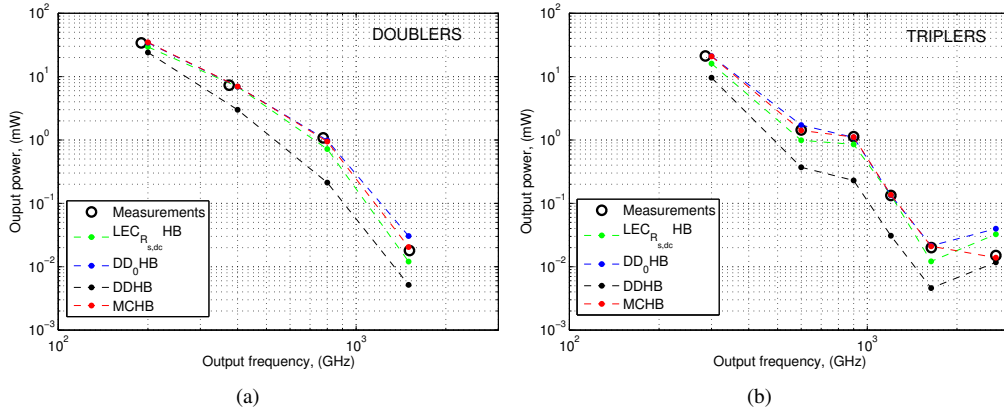 DOUBLERS
10^2
10^1
10^0
10^-1
10^-2
10^-3
Ouput power, (mW)
Measurements
LEC_R_s,dc HB
DD_0HB
DDHB
MCHB
10^2
10^3
Output frequency, (GHz)
(a)
TRIPLERS
10^2
10^1
10^0
10^-1
10^-2
10^-3
Output power, (mW)
Measurements
LEC_R_s,dc HB
DD_0HB
DDHB
MCHB
10^2
10^3
Output frequency, (GHz)
(b)